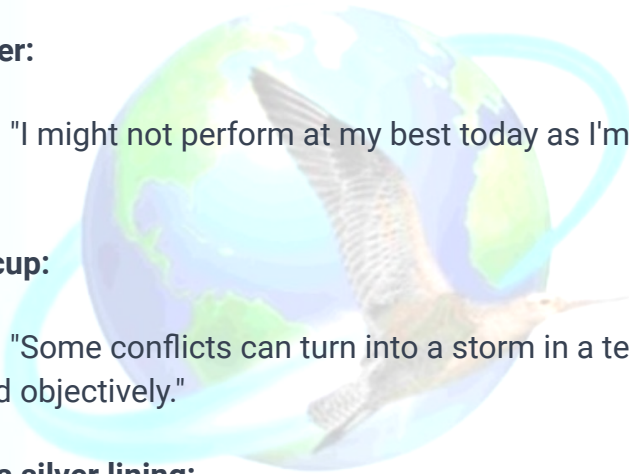 er:
"I might not perform at my best today as I'm
cup:
"Some conflicts can turn into a storm in a te
d objectively."
silver lining: